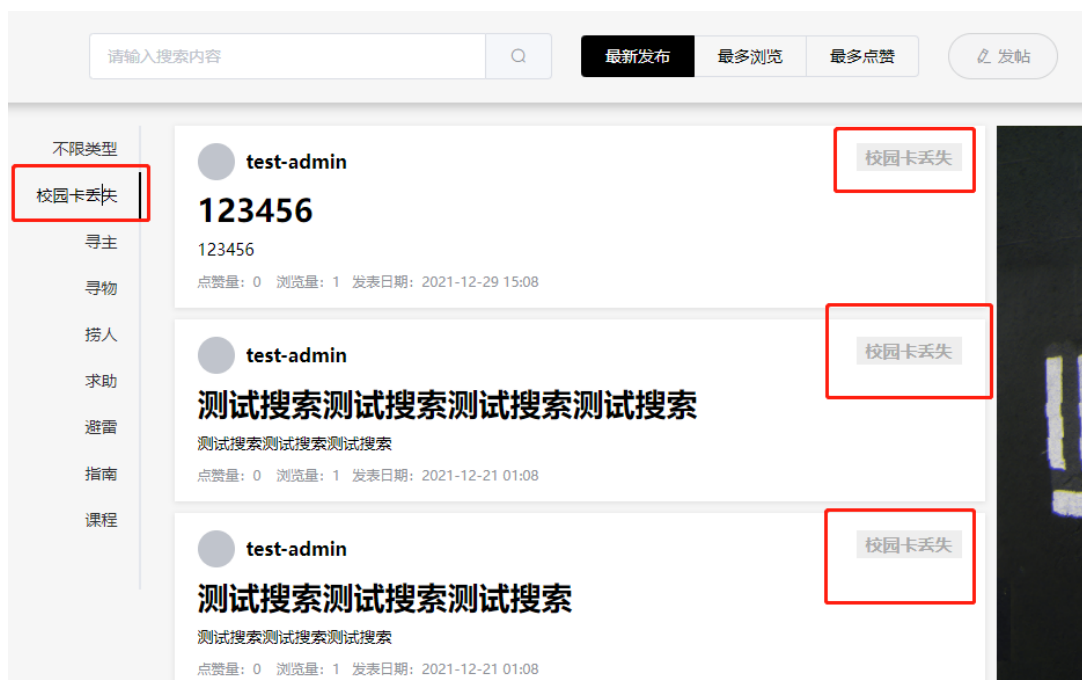 请输入搜索内容
最新发布 最多浏览 最多点赞 发帖
不限类型
校园卡丢失
寻主
寻物
捞人
求助
避雷
指南
课程
test-admin 校园卡丢失
123456
123456
点赞量：0 浏览量：1 发表日期：2021-12-29 15:08
test-admin 校园卡丢失
测试搜索测试搜索测试搜索测试搜索
测试搜索测试搜索测试搜索
点赞量：0 浏览量：1 发表日期：2021-12-21 01:08
test-admin 校园卡丢失
测试搜索测试搜索测试搜索
测试搜索测试搜索测试搜索
点赞量：0 浏览量：1 发表日期：2021-12-21 01:08